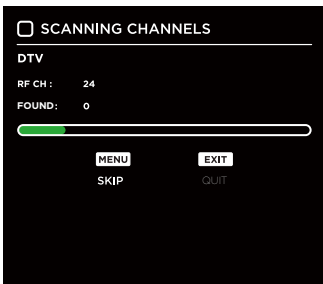 SCANNING CHANNELS
DTV
RF CH : 24
FOUND: 0
MENU EXIT
SKIP QUIT